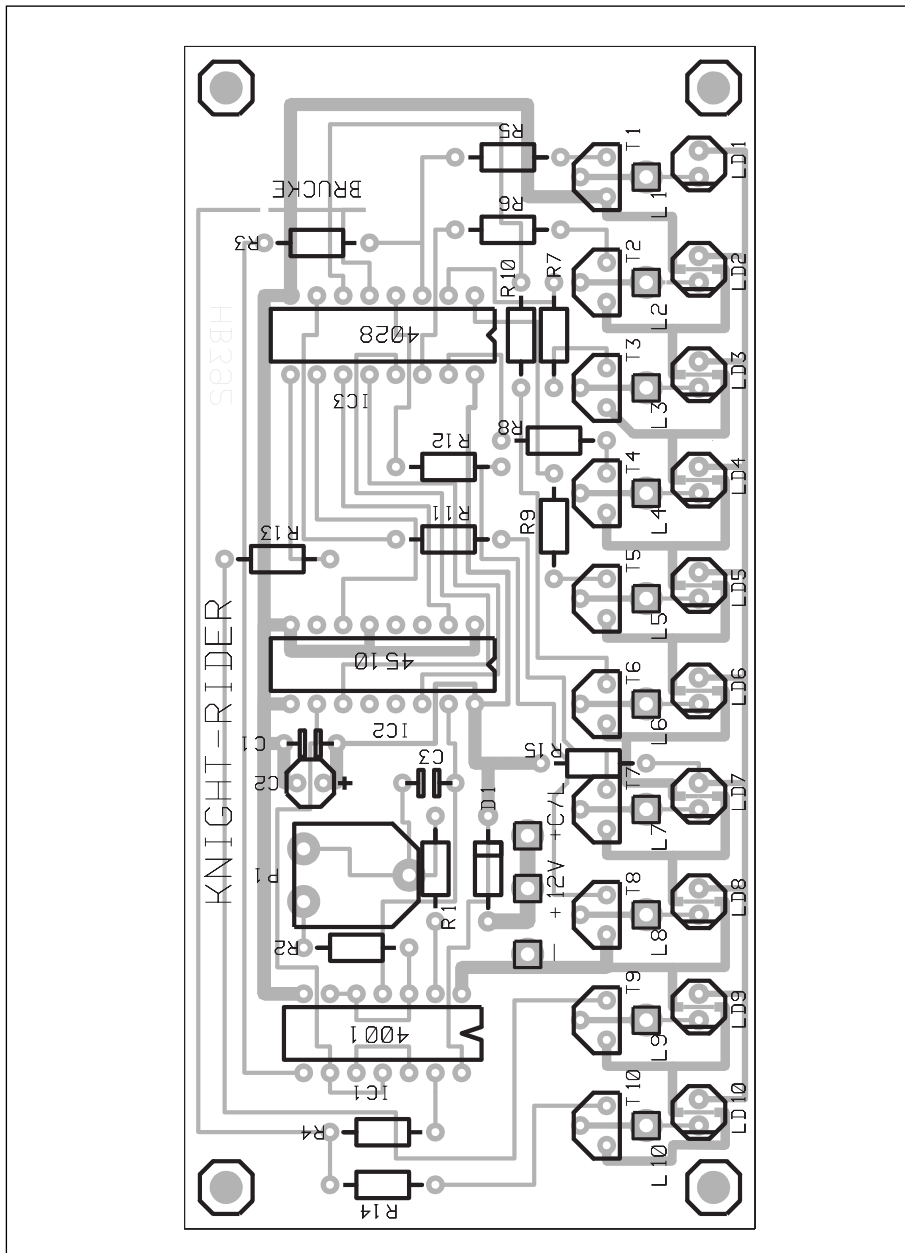 T1
LD1
R5
L1
BRUCKE
R6
T2
R3
R10
R7
LD2
L2
HB392
4028
T3
LD3
IC3
L3
R8
T4
R12
LD4
R11
R9
L4
R13
T5
LD5
L5
KNIGHT-RIDER
4510
T6
LD6
IC2
L6
C1
C3
R15
T7
C2
+
D1
LD7
+C/L
L7
P1
+12V
T8
LD8
R1
L8
R2
-
T9
LD9
4001
L9
IC1
T10
LD10
R4
L10
R14